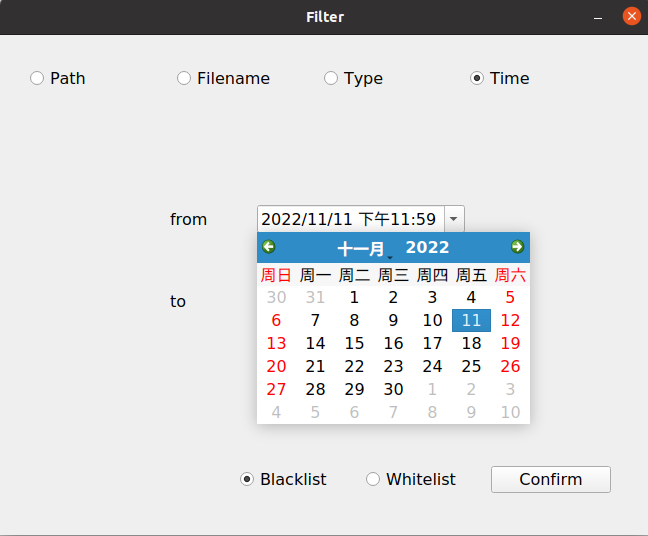 Filter
Path Filename Type Time
from 2022/11/11 下午11:59
十一月 2022
周日 周一 周二 周三 周四 周五 周六
30 31 1 2 3 4 5
to
6 7 8 9 10 11 12
13 14 15 16 17 18 19
20 21 22 23 24 25 26
27 28 29 30 1 2 3
4 5 6 7 8 9 10
Blacklist Whitelist Confirm